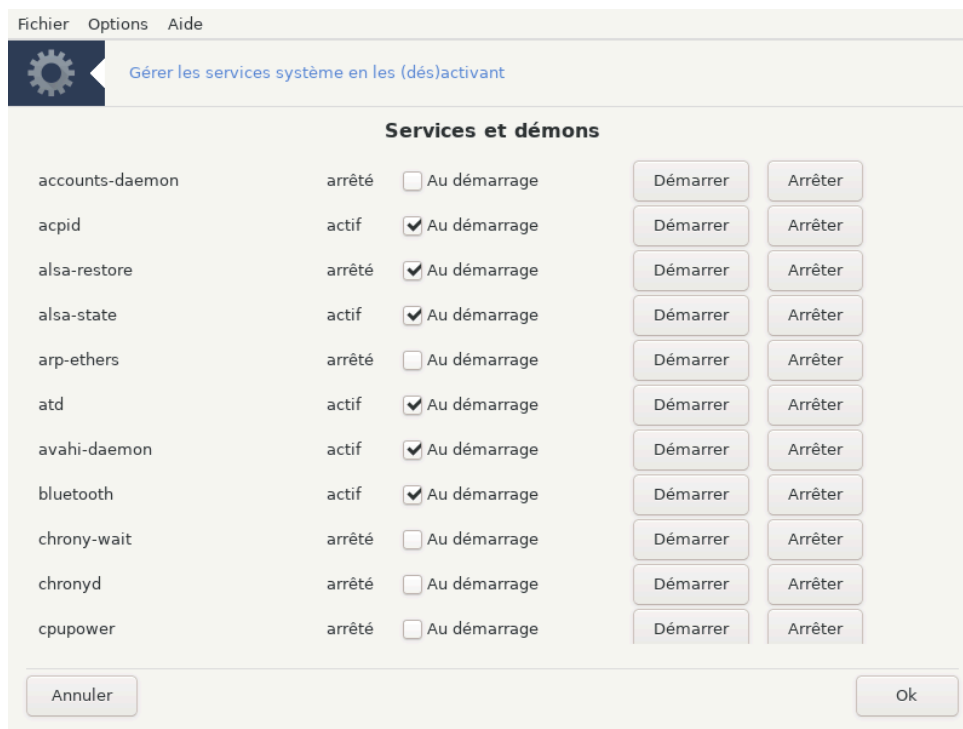 Fichier Options Aide
Gérer les services système en les (dés)activant
Services et démons
accounts-daemon arrêté Au démarrage Démarrer Arrêter
acpid actif Au démarrage Démarrer Arrêter
alsa-restore arrêté Au démarrage Démarrer Arrêter
alsa-state actif Au démarrage Démarrer Arrêter
arp-ethers arrêté Au démarrage Démarrer Arrêter
atd actif Au démarrage Démarrer Arrêter
avahi-daemon actif Au démarrage Démarrer Arrêter
bluetooth actif Au démarrage Démarrer Arrêter
chrony-wait arrêté Au démarrage Démarrer Arrêter
chronyd arrêté Au démarrage Démarrer Arrêter
cpupower arrêté Au démarrage Démarrer Arrêter
Annuler Ok